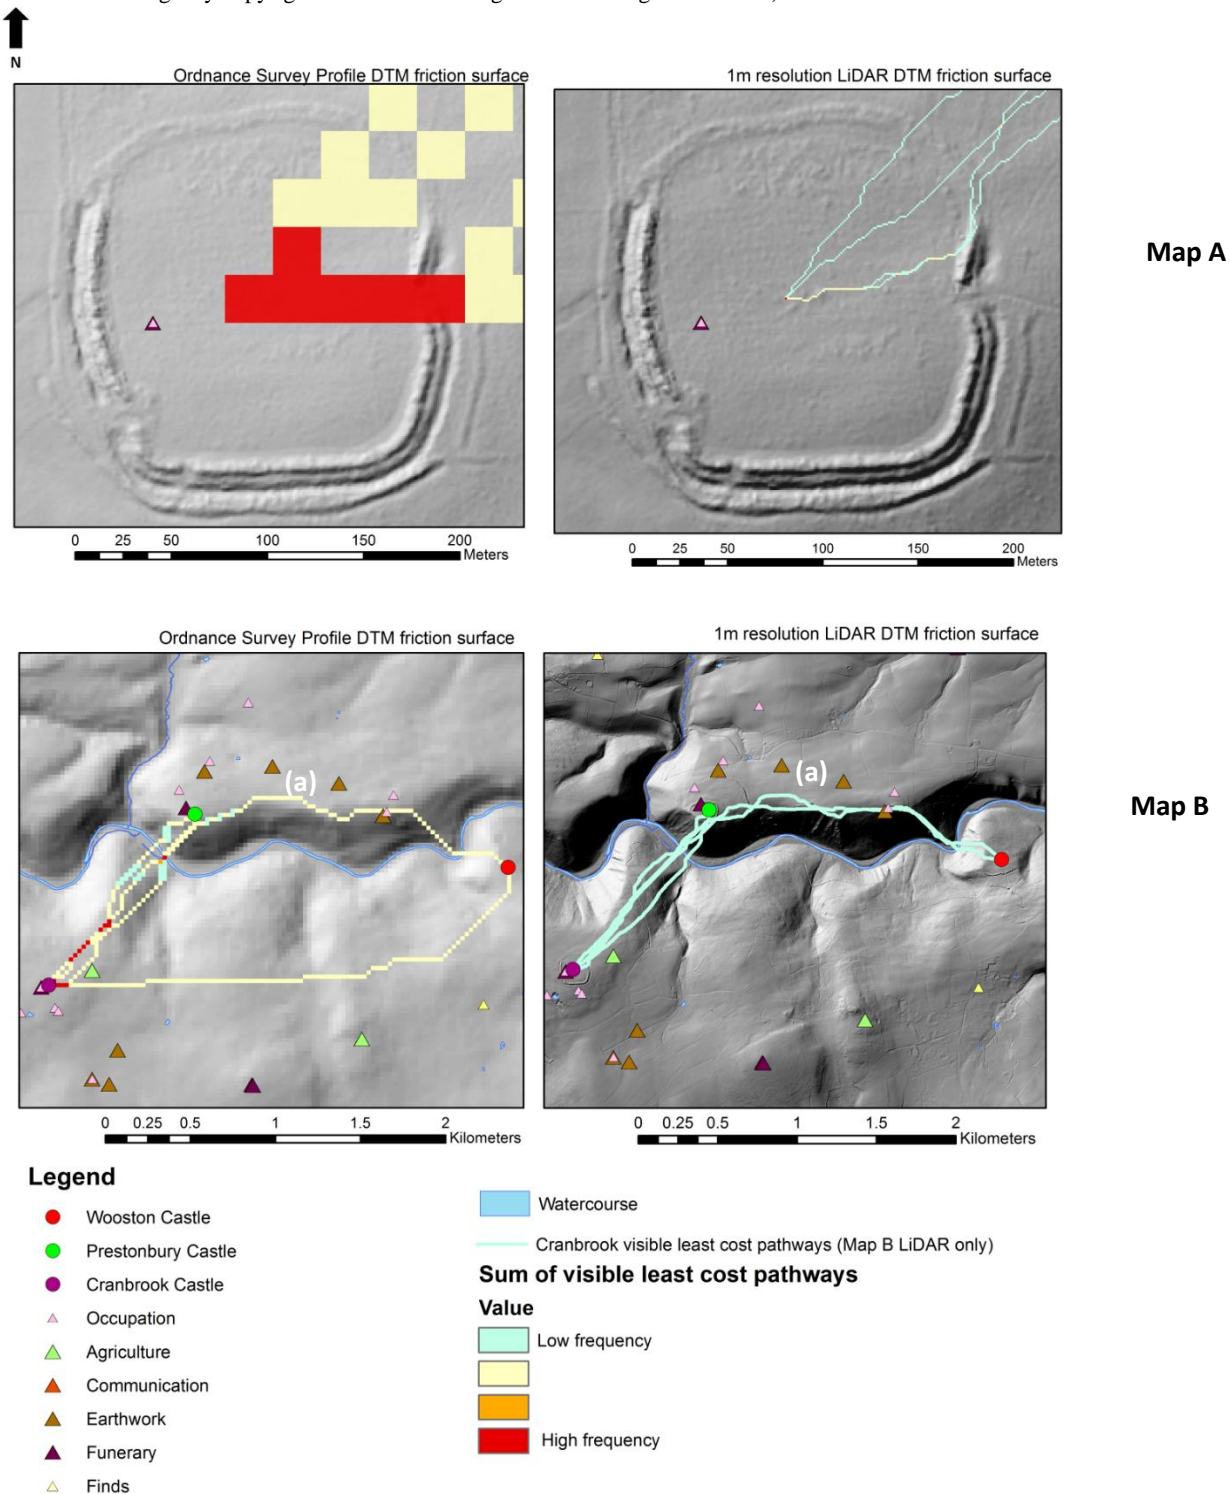 N
Ordnance Survey Profile DTM friction surface
1m resolution LiDAR DTM friction surface
Map A
0 50 100 150 200
25
Meters
0 25 50 100 150 200
Meters
Ordnance Survey Profile DTM friction surface
1m resolution LiDAR DTM friction surface
(a)
(a)
Map B
0 0.25 0.5 1 1.5 2
Kilometers
0 0.25 0.5 1 1.5 2
Kilometers
Legend
Wooston Castle
Prestonbury Castle
Cranbrook Castle
Occupation
Agriculture
Communication
Earthwork
Funerary
Finds
Watercourse
Cranbrook visible least cost pathways (Map B LiDAR only)
Sum of visible least cost pathways
Value
Low frequency
High frequency